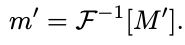 m′ = ℱ⁻¹[M′].